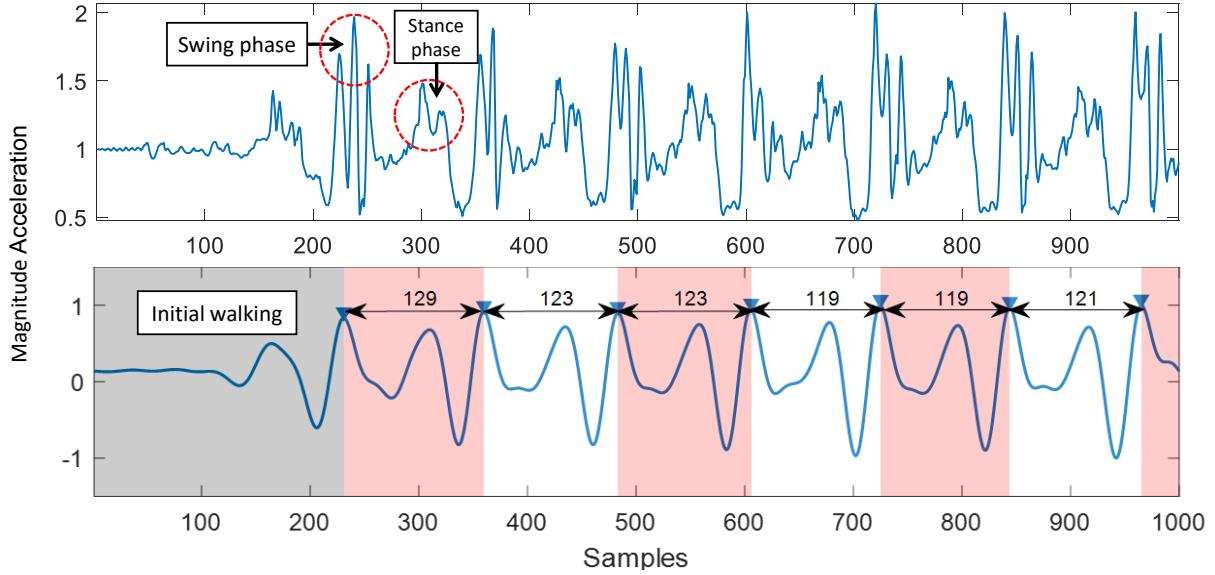 Magnitude Acceleration
2
1.5
1
0.5
Swing phase
Stance
phase
100 200 300 400 500 600 700 800 900
1
0
-1
Initial walking
129 123 123 119 119 121
100 200 300 400 500 600 700 800 900 1000
Samples